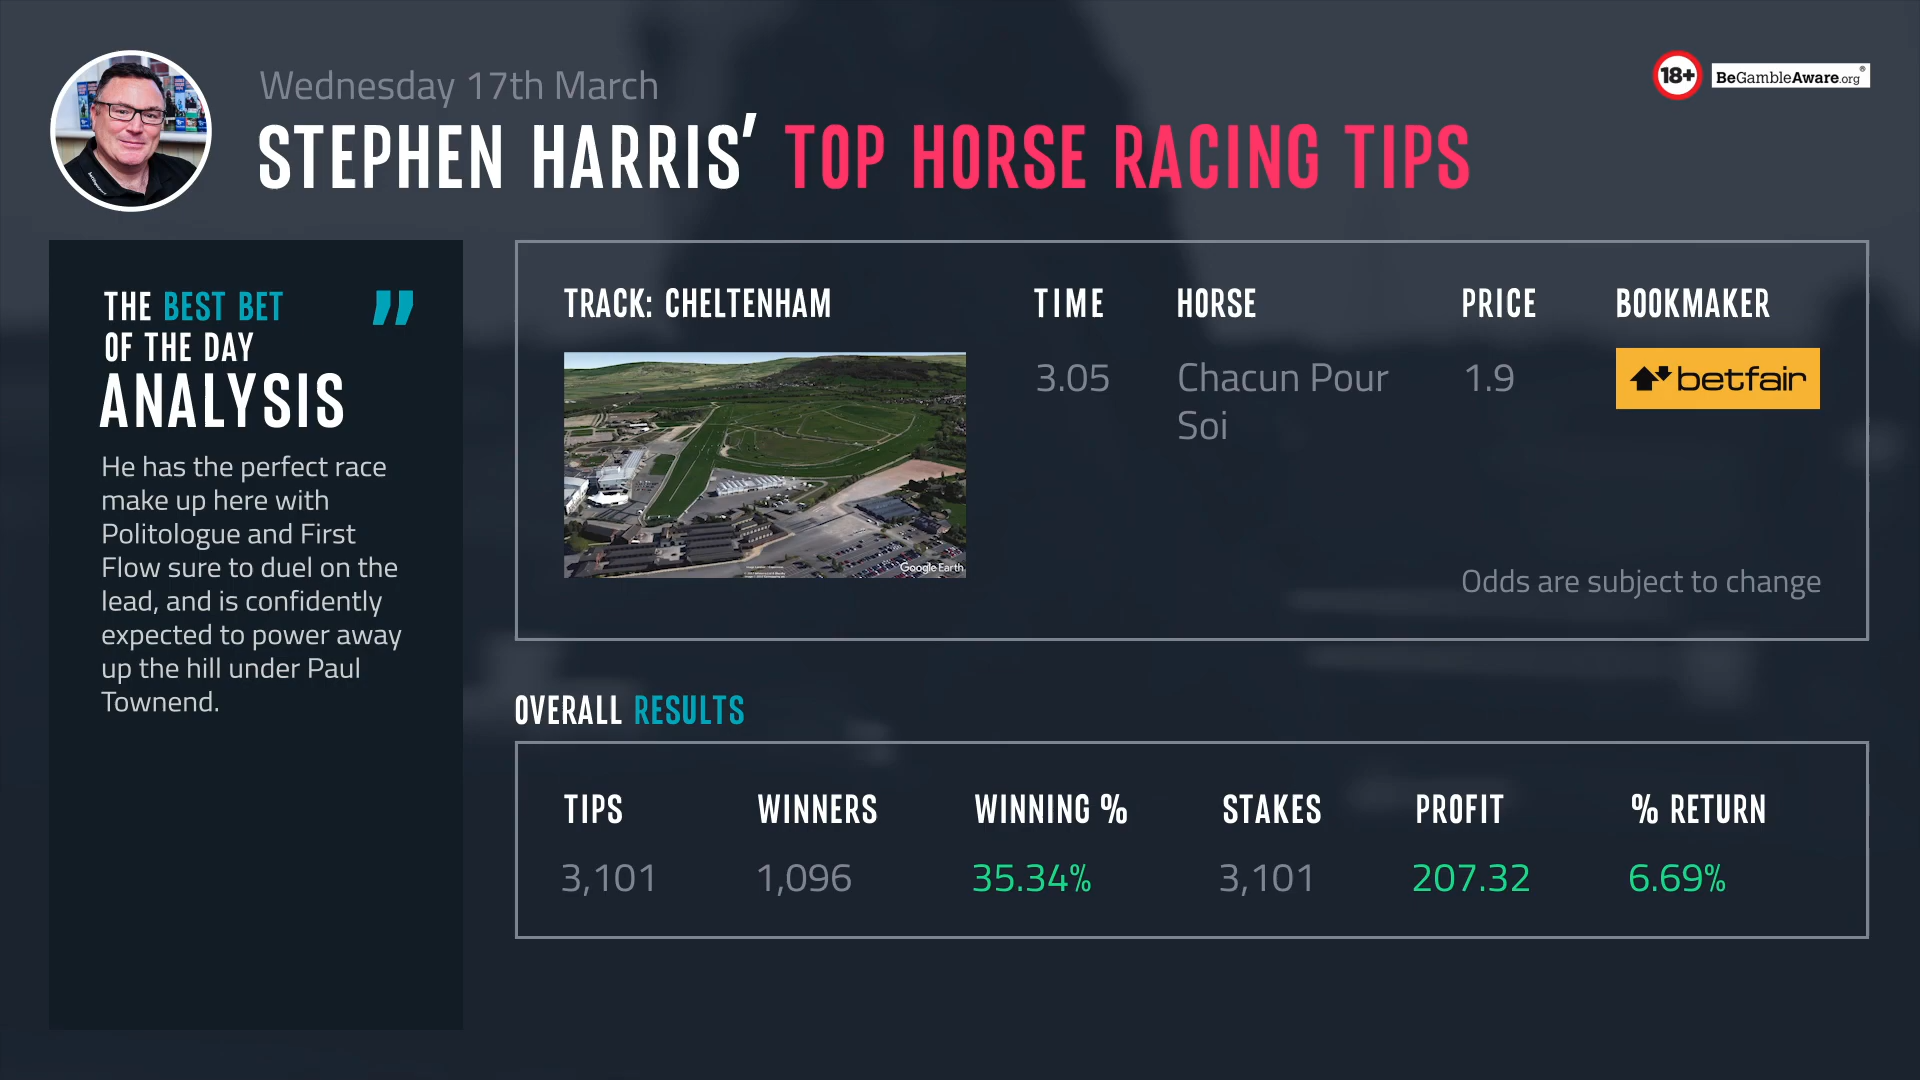 Wednesday 17th March
STEPHEN HARRIS' TOP HORSE RACING TIPS
18+
BeGambleAware.org®
THE BEST BET
OF THE DAY
ANALYSIS
"
He has the perfect race
make up here with
Politologue and First
Flow sure to duel on the
lead, and is confidently
expected to power away
up the hill under Paul
Townend.
TRACK: CHELTENHAM
TIME
HORSE
PRICE
BOOKMAKER
3.05
Chacun Pour
Soi
1.9
betfair
Google Earth
Odds are subject to change
OVERALL RESULTS
TIPS
WINNERS
WINNING %
STAKES
PROFIT
% RETURN
3,101
1,096
35.34%
3,101
207.32
6.69%